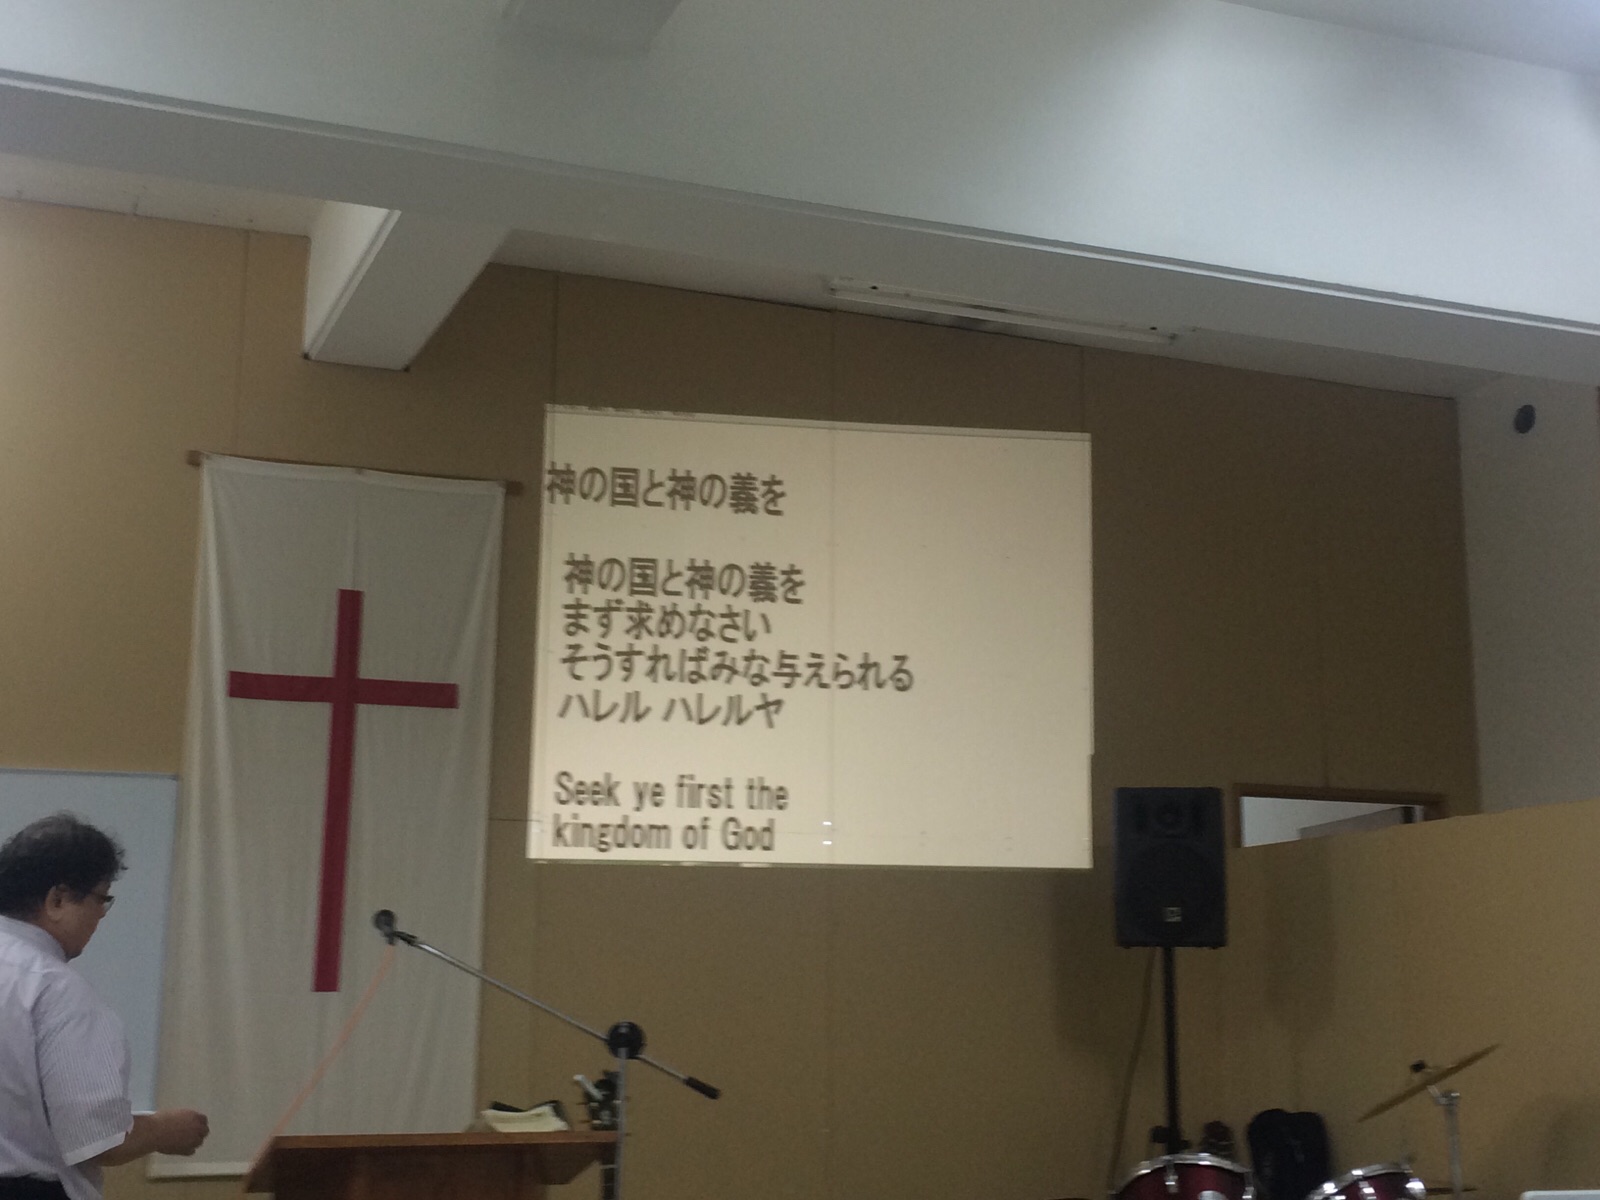 神の国と神の義を
神の国と神の義を
まず求めなさい
そうすればみな与えられる
ハレル ハレルヤ
Seek ye first the
kingdom of God